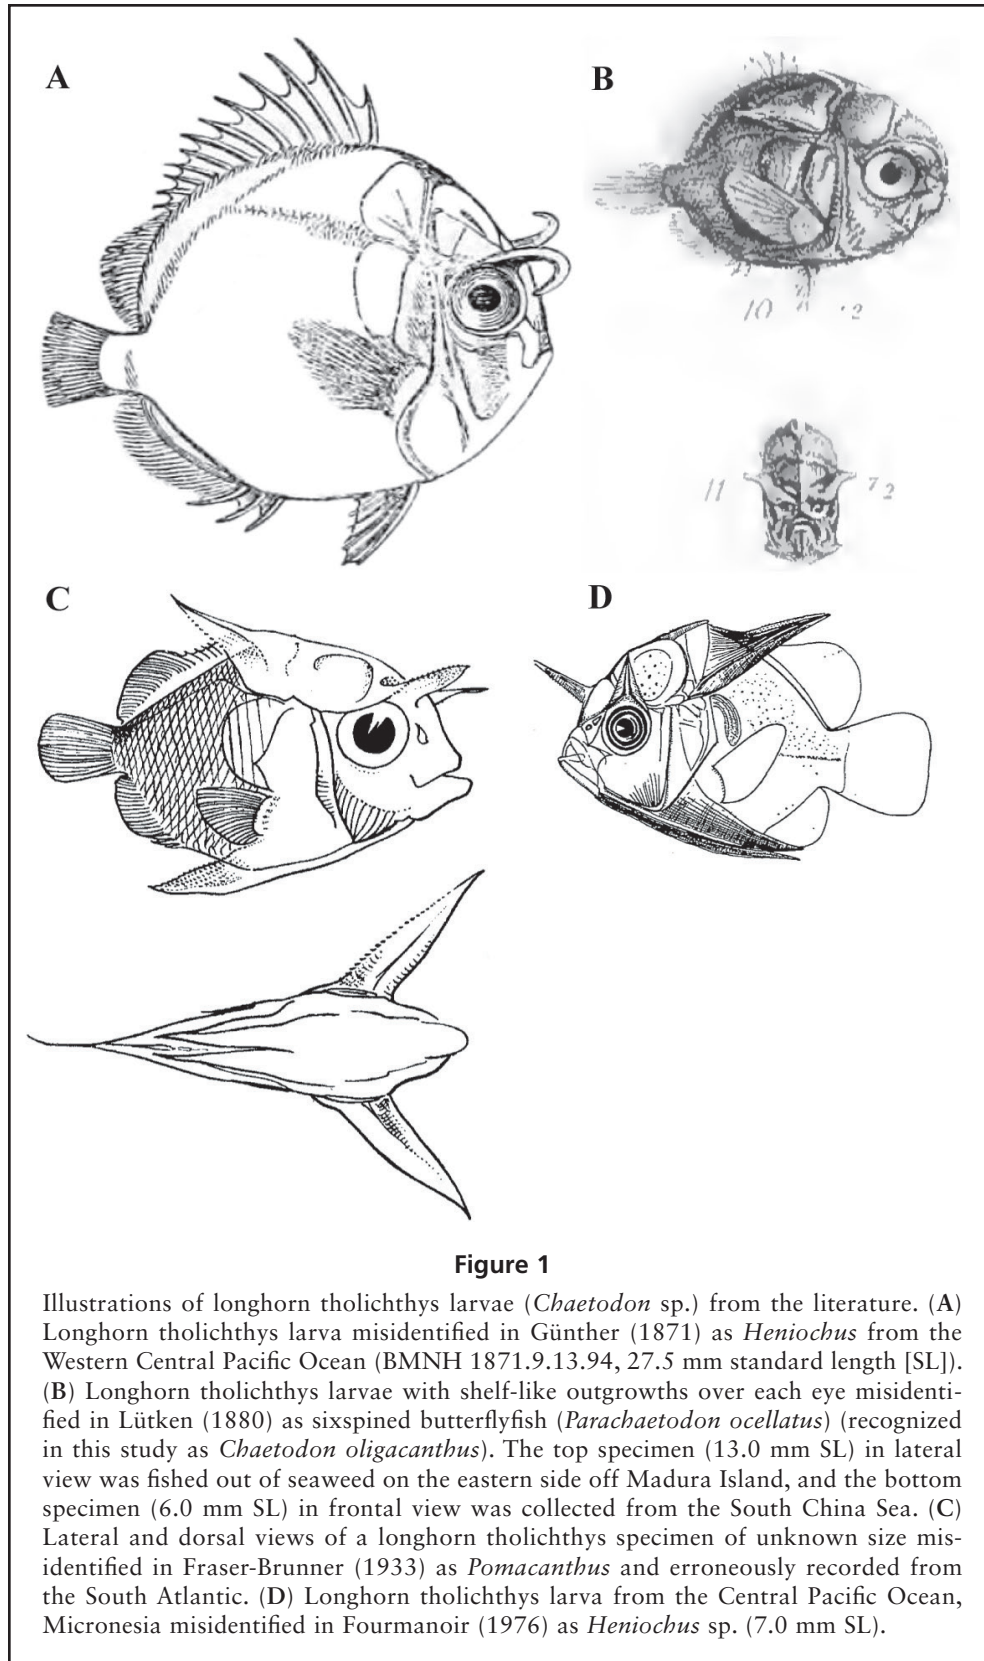 A
B
10 2
11 7 2
C
D
Figure 1
Illustrations of longhorn tholichthys larvae (Chaetodon sp.) from the literature. (A)
Longhorn tholichthys larva misidentified in Günther (1871) as Heniochus from the
Western Central Pacific Ocean (BMNH 1871.9.13.94, 27.5 mm standard length [SL]).
(B) Longhorn tholichthys larvae with shelf-like outgrowths over each eye misidenti-
fied in Lütken (1880) as sixspined butterflyfish (Parachaetodon ocellatus) (recognized
in this study as Chaetodon oligacanthus). The top specimen (13.0 mm SL) in lateral
view was fished out of seaweed on the eastern side off Madura Island, and the bottom
specimen (6.0 mm SL) in frontal view was collected from the South China Sea. (C)
Lateral and dorsal views of a longhorn tholichthys specimen of unknown size mis-
identified in Fraser-Brunner (1933) as Pomacanthus and erroneously recorded from
the South Atlantic. (D) Longhorn tholichthys larva from the Central Pacific Ocean,
Micronesia misidentified in Fourmanoir (1976) as Heniochus sp. (7.0 mm SL).